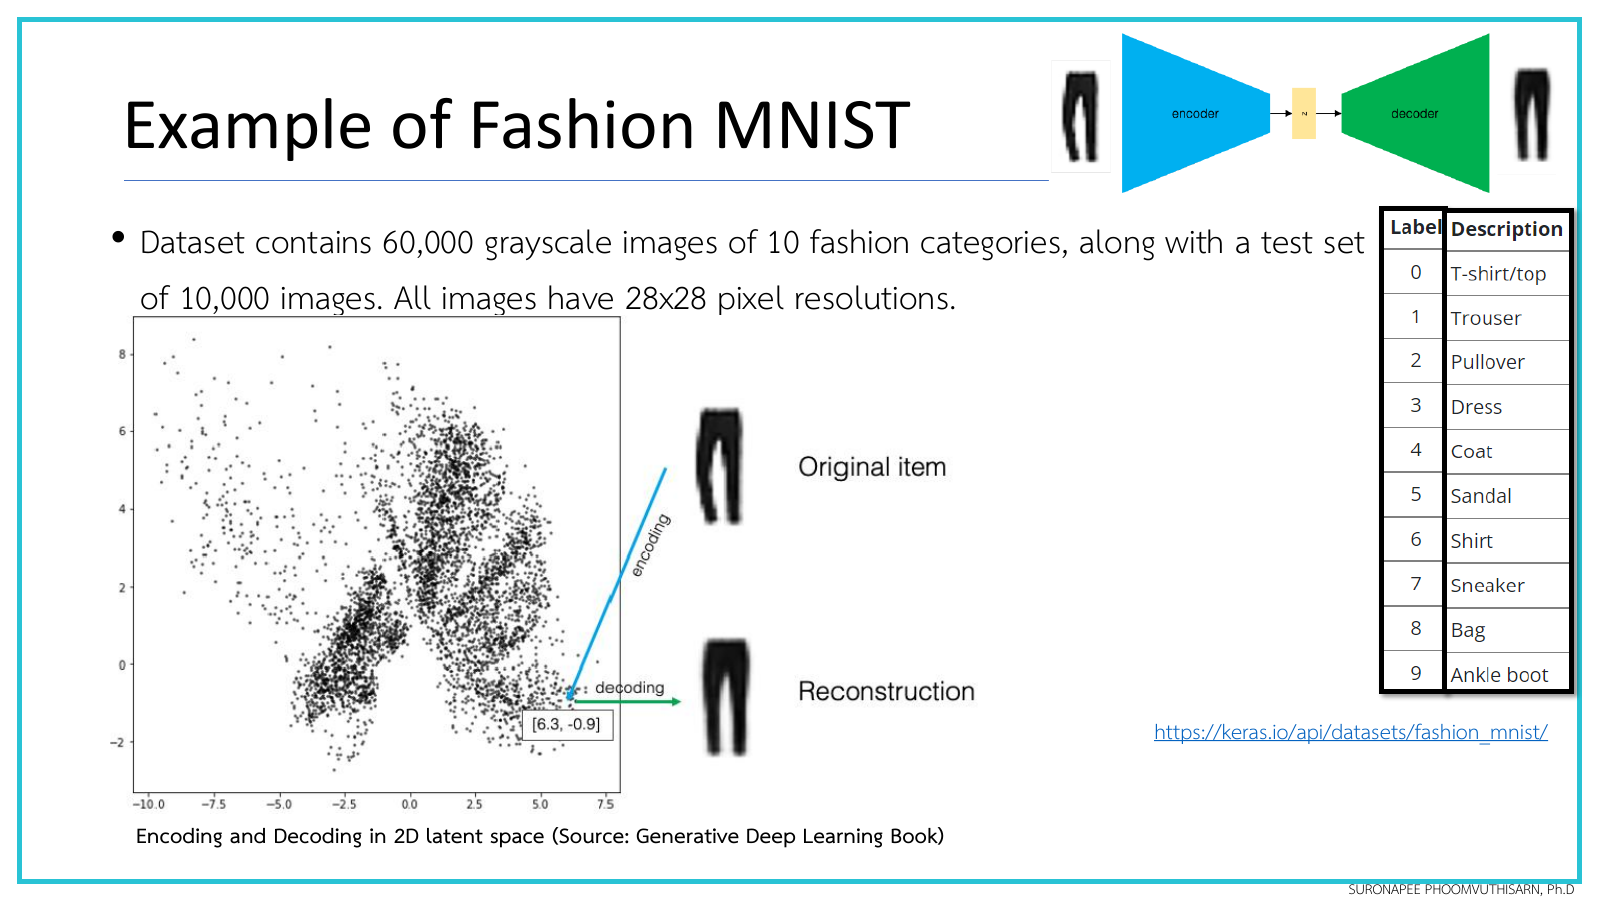 Example of Fashion MNIST
encoder
z
decoder
• Dataset contains 60,000 grayscale images of 10 fashion categories, along with a test set
of 10,000 images. All images have 28x28 pixel resolutions.
Label Description
0 T-shirt/top
1 Trouser
2 Pullover
3 Dress
4 Coat
5 Sandal
6 Shirt
7 Sneaker
8 Bag
9 Ankle boot
8
6
4
2
0
−2
−10.0 −7.5 −5.0 −2.5 0.0 2.5 5.0 7.5
encoding
Original item
decoding
[6.3, -0.9]
Reconstruction
https://keras.io/api/datasets/fashion_mnist/
Encoding and Decoding in 2D latent space (Source: Generative Deep Learning Book)
SURONAPEE PHOOMVUTHISARN, Ph.D